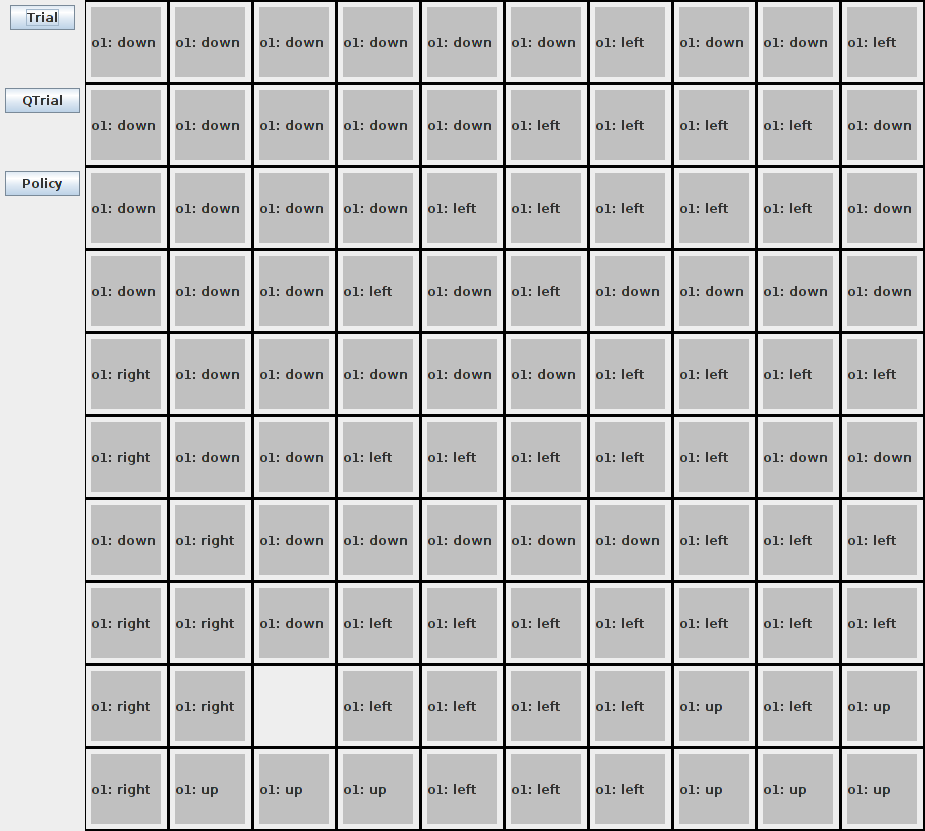 Trial
o1: down o1: down o1: down o1: down o1: down o1: down o1: left o1: down o1: down o1: left
QTrial
o1: down o1: down o1: down o1: down o1: down o1: left o1: left o1: left o1: left o1: down
Policy
o1: down o1: down o1: down o1: down o1: left o1: left o1: left o1: left o1: left o1: down
o1: down o1: down o1: down o1: left o1: down o1: left o1: down o1: down o1: down o1: down
o1: right o1: down o1: down o1: down o1: down o1: down o1: left o1: left o1: left o1: left
o1: right o1: down o1: down o1: left o1: left o1: left o1: left o1: left o1: down o1: down
o1: down o1: right o1: down o1: down o1: down o1: down o1: down o1: left o1: left o1: left
o1: right o1: right o1: down o1: left o1: left o1: left o1: left o1: left o1: left o1: left
o1: right o1: right o1: left o1: left o1: left o1: left o1: up o1: left o1: up
o1: right o1: up o1: up o1: up o1: left o1: left o1: left o1: up o1: up o1: up